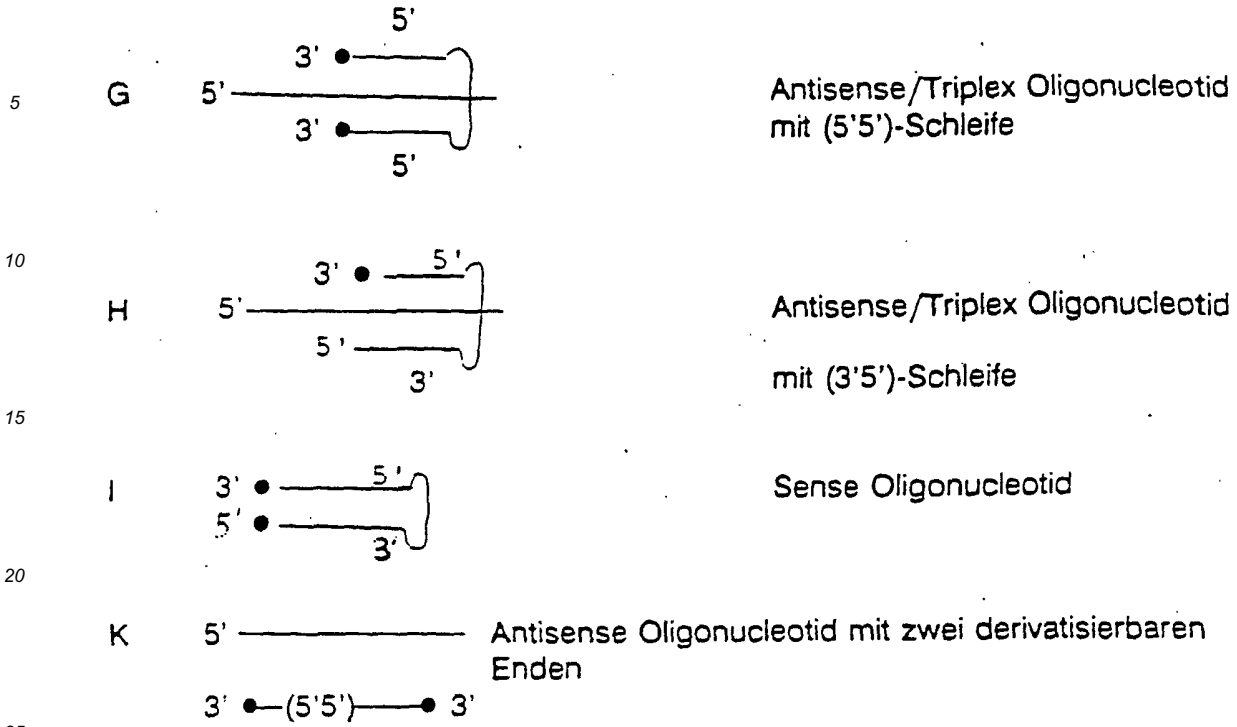 5'
3'
5
G
5'
Antisense/Triplex Oligonucleotid
mit (5'5')-Schleife
3'
5'
10
3'
5'
H
5'
Antisense/Triplex Oligonucleotid
5'
3'
mit (3'5')-Schleife
15
I
3'
5'
Sense Oligonucleotid
5'
3'
20
K
5'
Antisense Oligonucleotid mit zwei derivatisierbaren
Enden
3'
(5'5')
3'